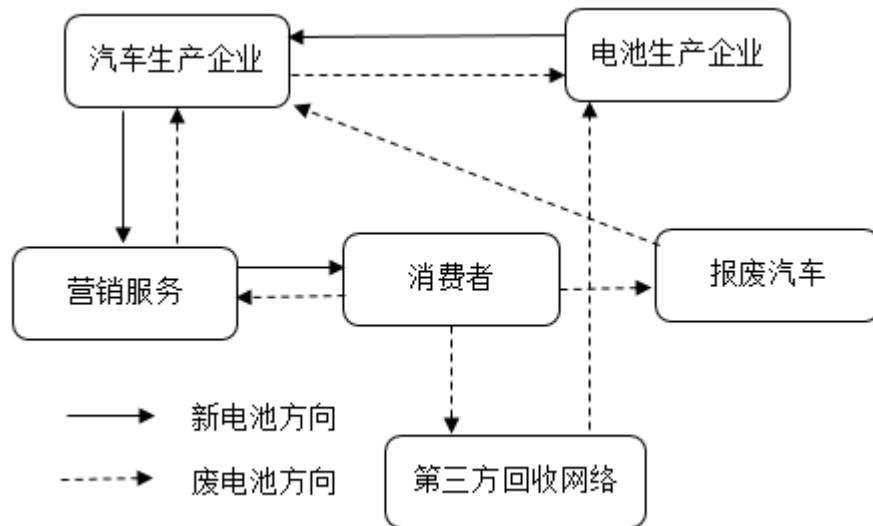 汽车生产企业
电池生产企业
营销服务
消费者
报废汽车
新电池方向
废电池方向
第三方回收网络